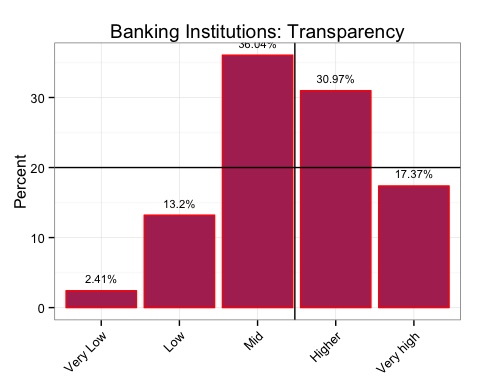 Banking Institutions: Transparency
36.04%
30.97%
17.37%
13.2%
2.41%
Percent
30
20
10
0
Very Low
Low
Mid
Higher
Very high